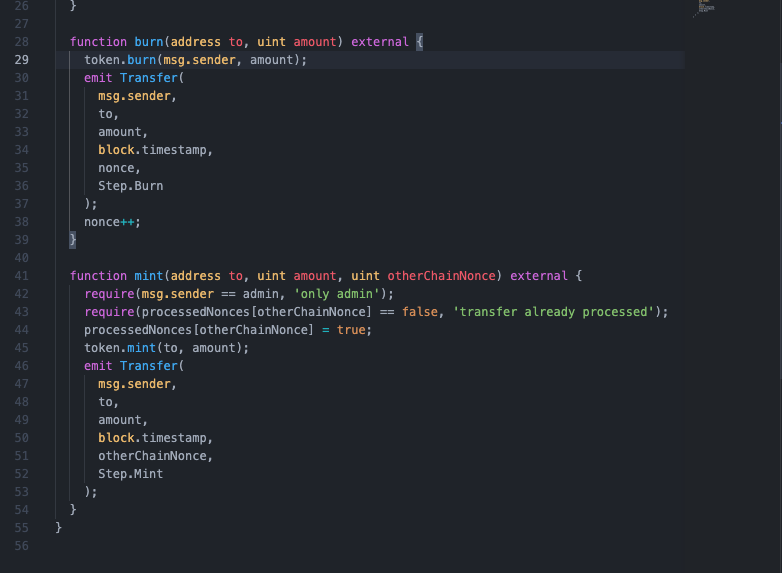 26 }
27
28 function burn(address to, uint amount) external {
29 token.burn(msg.sender, amount);
30 emit Transfer(
31 msg.sender,
32 to,
33 amount,
34 block.timestamp,
35 nonce,
36 Step.Burn
37 );
38 nonce++;
39 }
40
41 function mint(address to, uint amount, uint otherChainNonce) external {
42 require(msg.sender == admin, 'only admin');
43 require(processedNonces[otherChainNonce] == false, 'transfer already processed');
44 processedNonces[otherChainNonce] = true;
45 token.mint(to, amount);
46 emit Transfer(
47 msg.sender,
48 to,
49 amount,
50 block.timestamp,
51 otherChainNonce,
52 Step.Mint
53 );
54 }
55 }
56